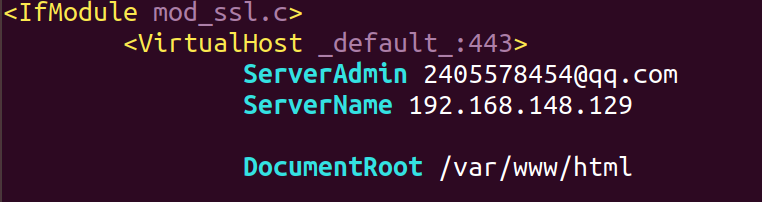 <IfModule mod_ssl.c>
<VirtualHost _default_:443>
ServerAdmin 2405578454@qq.com
ServerName 192.168.148.129
DocumentRoot /var/www/html